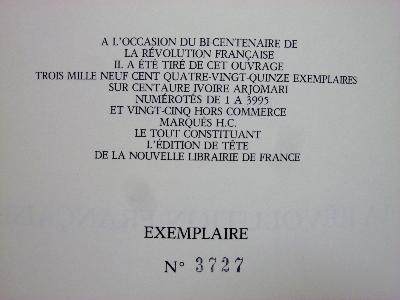 A L'OCCASION DU BI CENTENAIRE DE
LA RÉVOLUTION FRANÇAISE
IL A ÉTÉ TIRÉ DE CET OUVRAGE
TROIS MILLE NEUF CENT QUATRE-VINGT-QUINZE EXEMPLAIRES
SUR CENTAURE IVOIRE ARJOMARI
NUMÉROTÉS DE 1 A 3995
ET VINGT-CINQ HORS COMMERCE
MARQUÉS H.C.
LE TOUT CONSTITUANT
L'ÉDITION DE TÊTE
DE LA NOUVELLE LIBRAIRIE DE FRANCE
EXEMPLAIRE
N° 3727